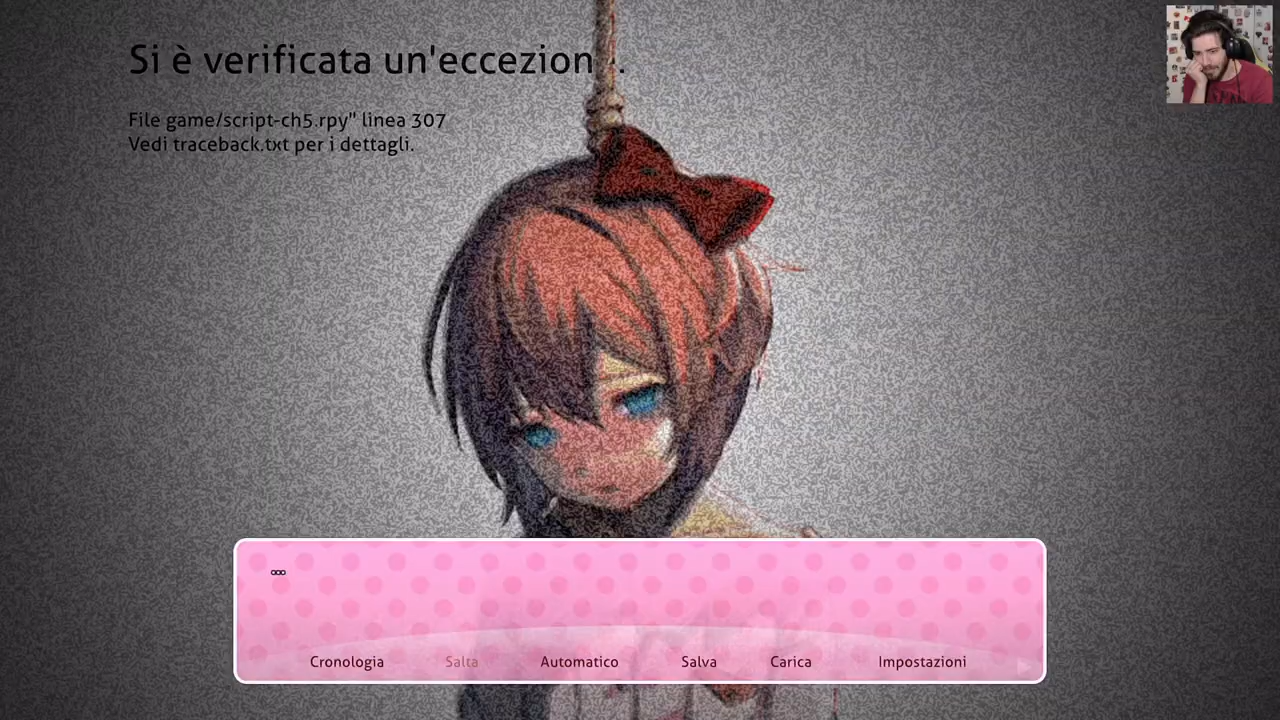 Si è verificata un'eccezion..
File game/script-ch5.rpy" linea 307
Vedi traceback.txt per i dettagli.
...
Cronologia Salta Automatico Salva Carica Impostazioni